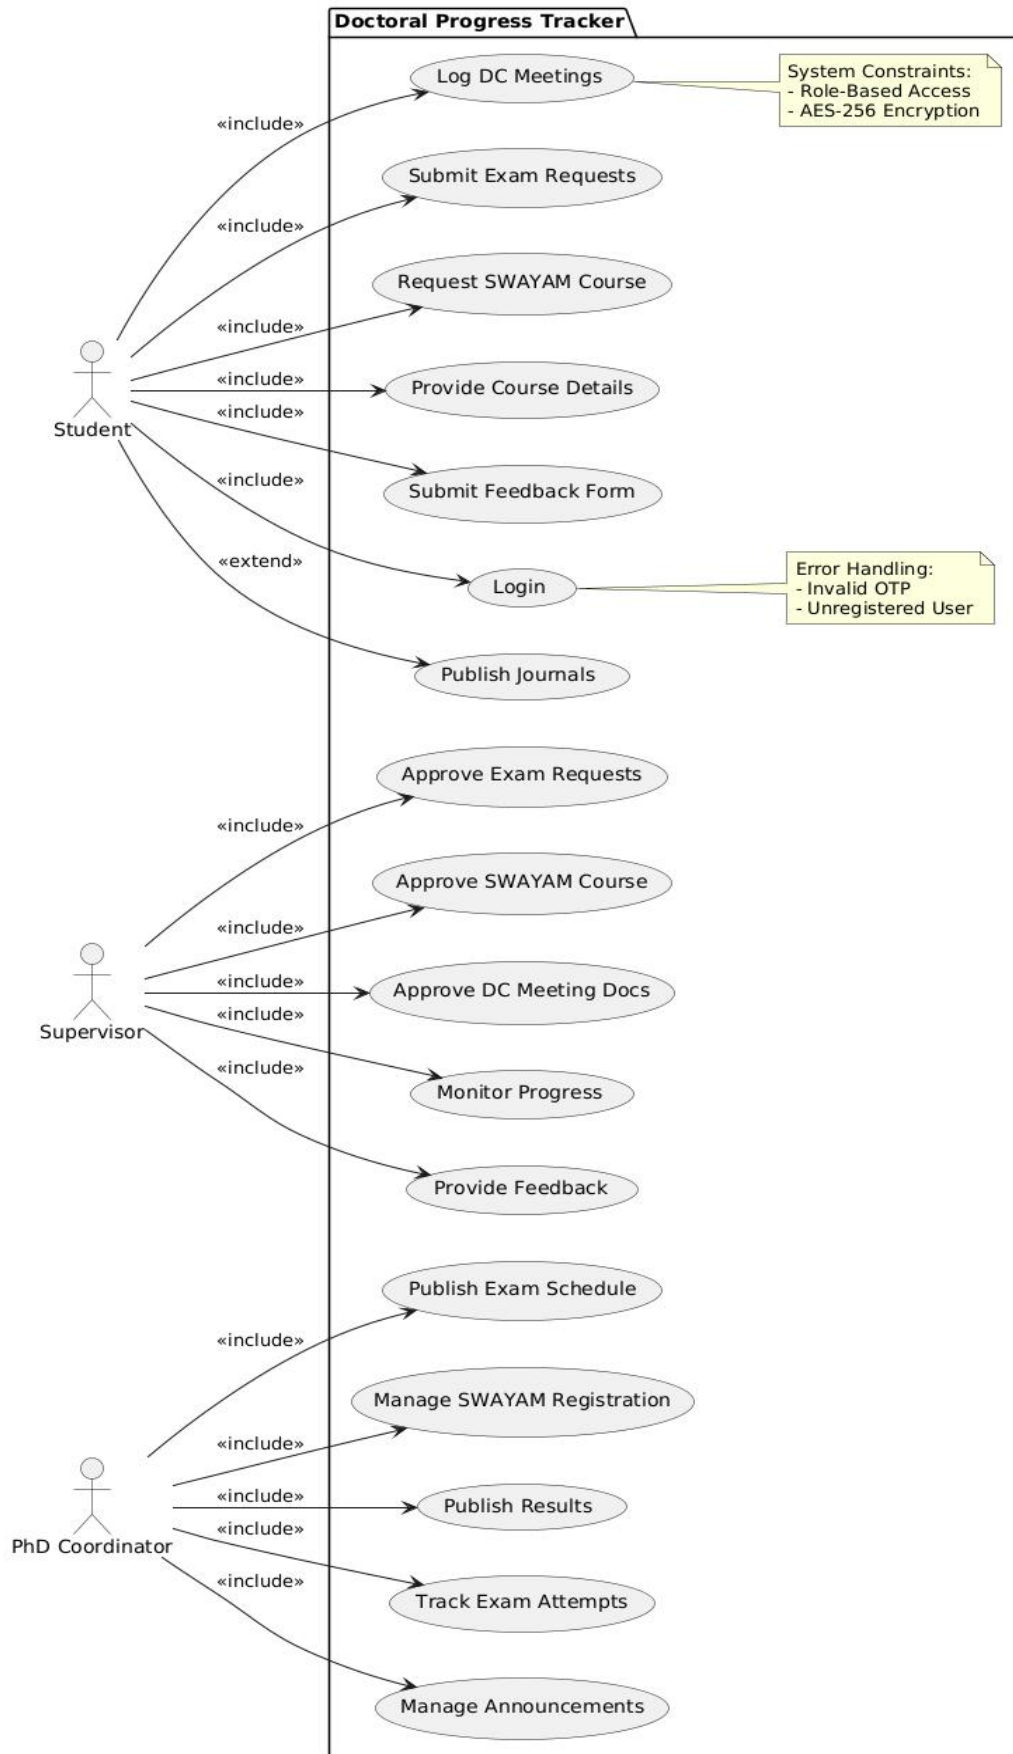 Doctoral Progress Tracker
Log DC Meetings
System Constraints:
- Role-Based Access
- AES-256 Encryption
«include»
Submit Exam Requests
«include»
Request SWAYAM Course
«include»
«include»
Provide Course Details
«include»
Student
«include»
Submit Feedback Form
«extend»
Login
Error Handling:
- Invalid OTP
- Unregistered User
Publish Journals
Approve Exam Requests
«include»
Approve SWAYAM Course
«include»
«include»
Approve DC Meeting Docs
«include»
Supervisor
«include»
Monitor Progress
Provide Feedback
Publish Exam Schedule
«include»
Manage SWAYAM Registration
«include»
«include»
Publish Results
«include»
PhD Coordinator
«include»
Track Exam Attempts
Manage Announcements